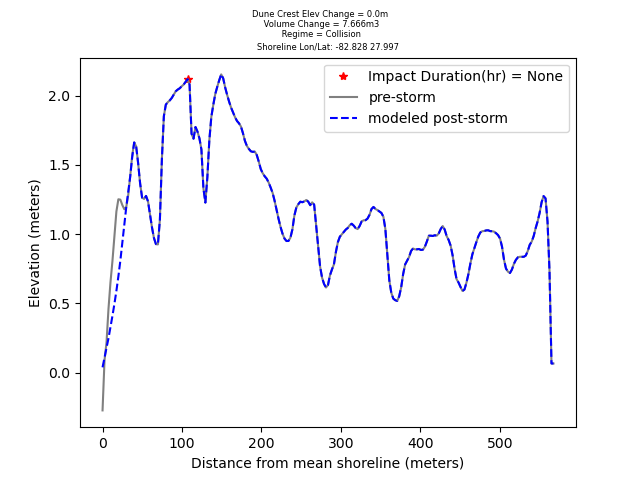 Dune Crest Elev Change = 0.0m
Volume Change = 7.666m3
Regime = Collision
Shoreline Lon/Lat: -82.828 27.997
Impact Duration(hr) = None
pre-storm
modeled post-storm
Elevation (meters)
2.0
1.5
1.0
0.5
0.0
0 100 200 300 400 500
Distance from mean shoreline (meters)